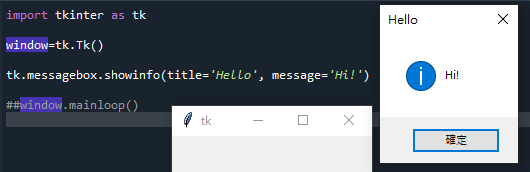 import tkinter as tk
window=tk.Tk()
tk.messagebox.showinfo(title='Hello', message='Hi!')
##window.mainloop()
tk
Hello
Hi!
確定